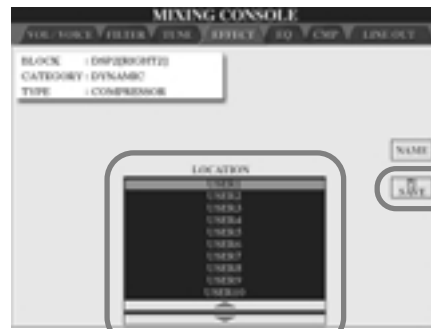 MIXING CONSOLE
VOL/VOICE FILTER TUNE EFFECT EQ CMP LINE OUT
BLOCK : DSP2[RIGHT2]
CATEGORY : DYNAMIC
TYPE : COMPRESSOR
NAME
LOCATION
SAVE
USER1
USER2
USER3
USER4
USER5
USER6
USER7
USER8
USER9
USER10